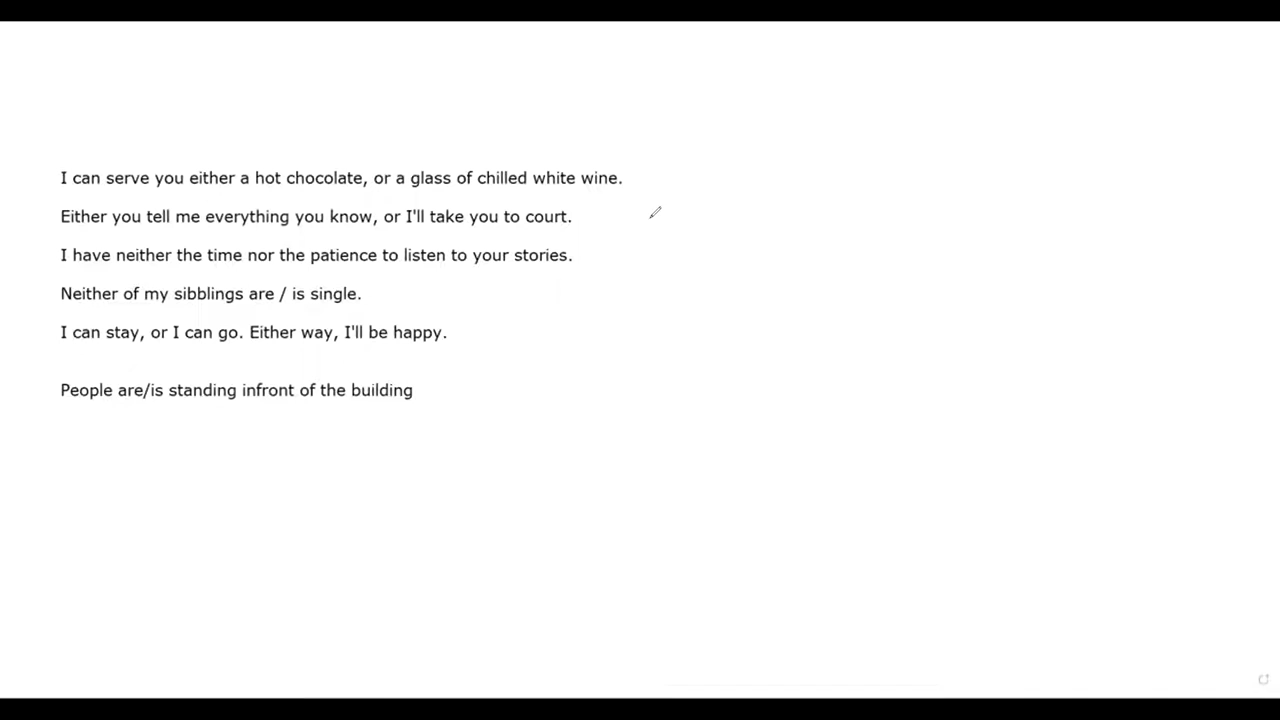 I can serve you either a hot chocolate, or a glass of chilled white wine.
Either you tell me everything you know, or I'll take you to court.
I have neither the time nor the patience to listen to your stories.
Neither of my sibblings are / is single.
I can stay, or I can go. Either way, I'll be happy.
People are/is standing infront of the building